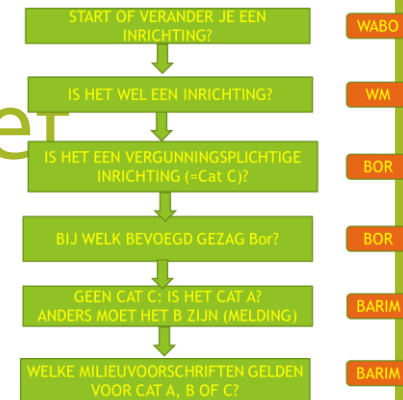 START OF VERANDER JE EEN
INRICHTING?
WABO
IS HET WEL EEN INRICHTING?
WM
IS HET EEN VERGUNNINGSPLICHTIGE
INRICHTING (=Cat C)?
BOR
BIJ WELK BEVOEGD GEZAG Bor?
BOR
GEEN CAT C: IS HET CAT A?
ANDERS MOET HET B ZIJN (MELDING)
BARIM
WELKE MILIEUVOORSCHRIFTEN GELDEN
VOOR CAT A, B OF C?
BARIM